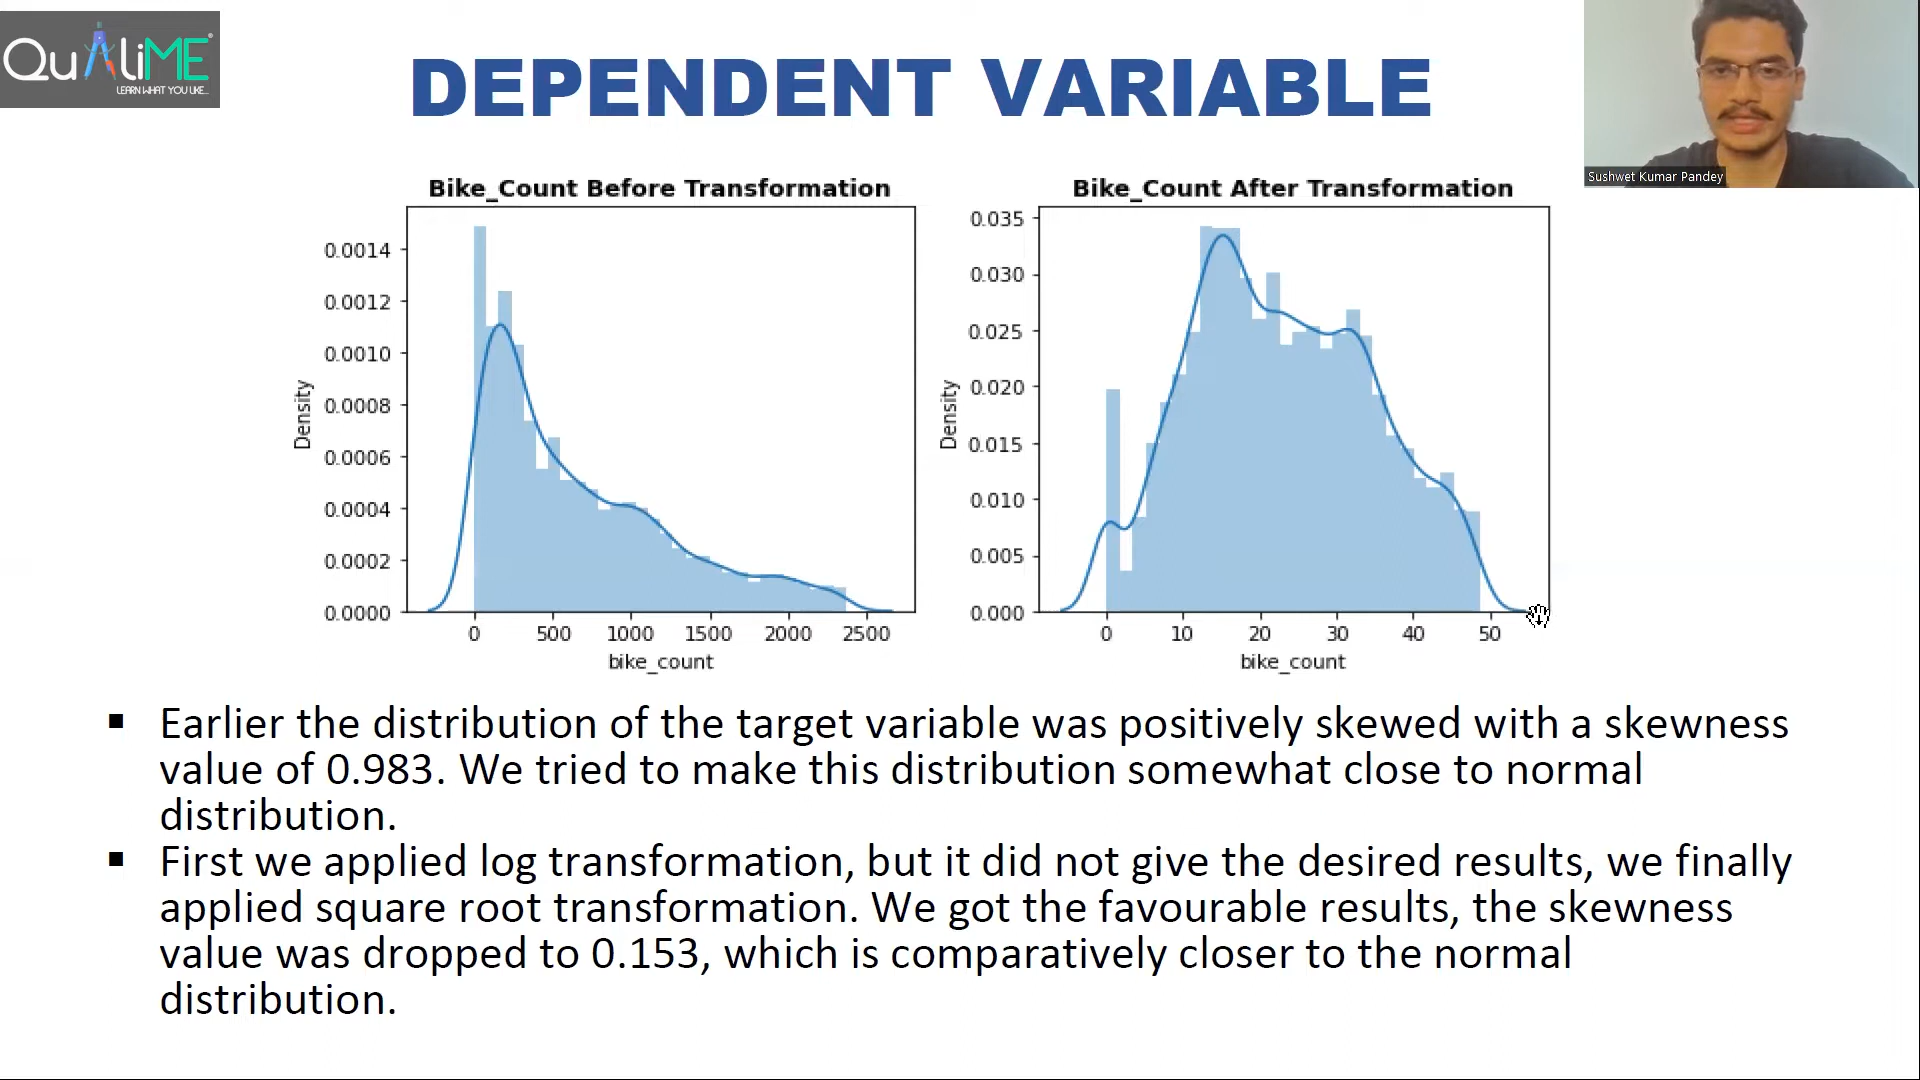 QuAliME
LEARN WHAT YOU LIKE...
DEPENDENT VARIABLE
Sushwet Kumar Pandey
Bike_Count Before Transformation
0.0014
0.0012
0.0010
0.0008
0.0006
0.0004
0.0002
0.0000
Density
0 500 1000 1500 2000 2500
bike_count
Bike_Count After Transformation
0.035
0.030
0.025
0.020
0.015
0.010
0.005
0.000
Density
0 10 20 30 40 50
bike_count
▪ Earlier the distribution of the target variable was positively skewed with a skewness
value of 0.983. We tried to make this distribution somewhat close to normal
distribution.
▪ First we applied log transformation, but it did not give the desired results, we finally
applied square root transformation. We got the favourable results, the skewness
value was dropped to 0.153, which is comparatively closer to the normal
distribution.